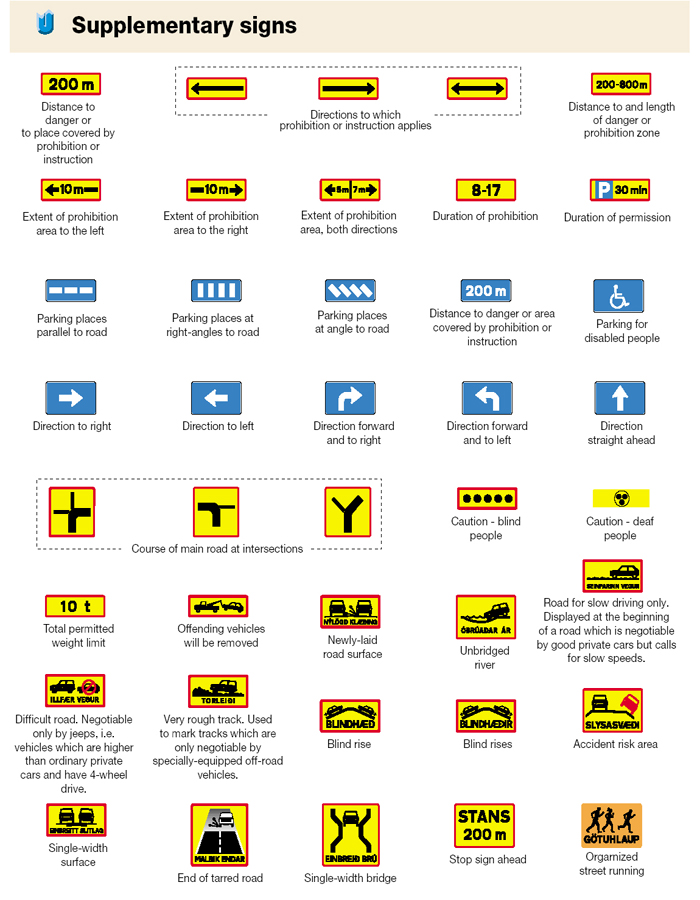 Supplementary signs
200 m
200-800m
Distance to
danger or
to place covered by
prohibition or
instruction
Directions to which
prohibition or instruction applies
Distance to and length
of danger or
prohibition zone
10m
10m
5m 7m
8-17
P 30 min
Extent of prohibition
area to the left
Extent of prohibition
area to the right
Extent of prohibition
area, both directions
Duration of prohibition
Duration of permission
200 m
Parking places
parallel to road
Parking places at
right-angles to road
Parking places
at angle to road
Distance to danger or area
covered by prohibition or
instruction
Parking for
disabled people
Direction to right
Direction to left
Direction forward
and to right
Direction forward
and to left
Direction
straight ahead
Course of main road at intersections
Caution - blind
people
Caution - deaf
people
SEINFARINN VEGUR
Road for slow driving only.
Displayed at the beginning
of a road which is negotiable
by good private cars but calls
for slow speeds.
10 t
Total permitted
weight limit
Offending vehicles
will be removed
NÝLÖGÐ KLÆÐING
Newly-laid
road surface
ÓBRÚAÐAR ÁR
Unbridged
river
ILLFÆR VEGUR
Difficult road. Negotiable
only by jeeps, i.e.
vehicles which are higher
than ordinary private
cars and have 4-wheel
drive.
TORLEIÐI
Very rough track. Used
to mark tracks which are
only negotiable by
specially-equipped off-road
vehicles.
BLINDHÆÐ
Blind rise
BLINDHÆÐIR
Blind rises
SLYSASVÆÐI
Accident risk area
EINBREITT SLITLAG
Single-width
surface
MALBIK ENDAR
End of tarred road
EINBREIÐ BRÚ
Single-width bridge
STANS
200 m
Stop sign ahead
GÖTUHLAUP
Orgarnized
street running